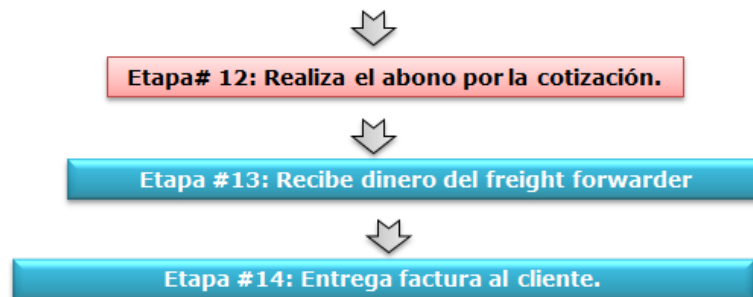 Etapa# 12: Realiza el abono por la cotización.
Etapa #13: Recibe dinero del freight forwarder
Etapa #14: Entrega factura al cliente.